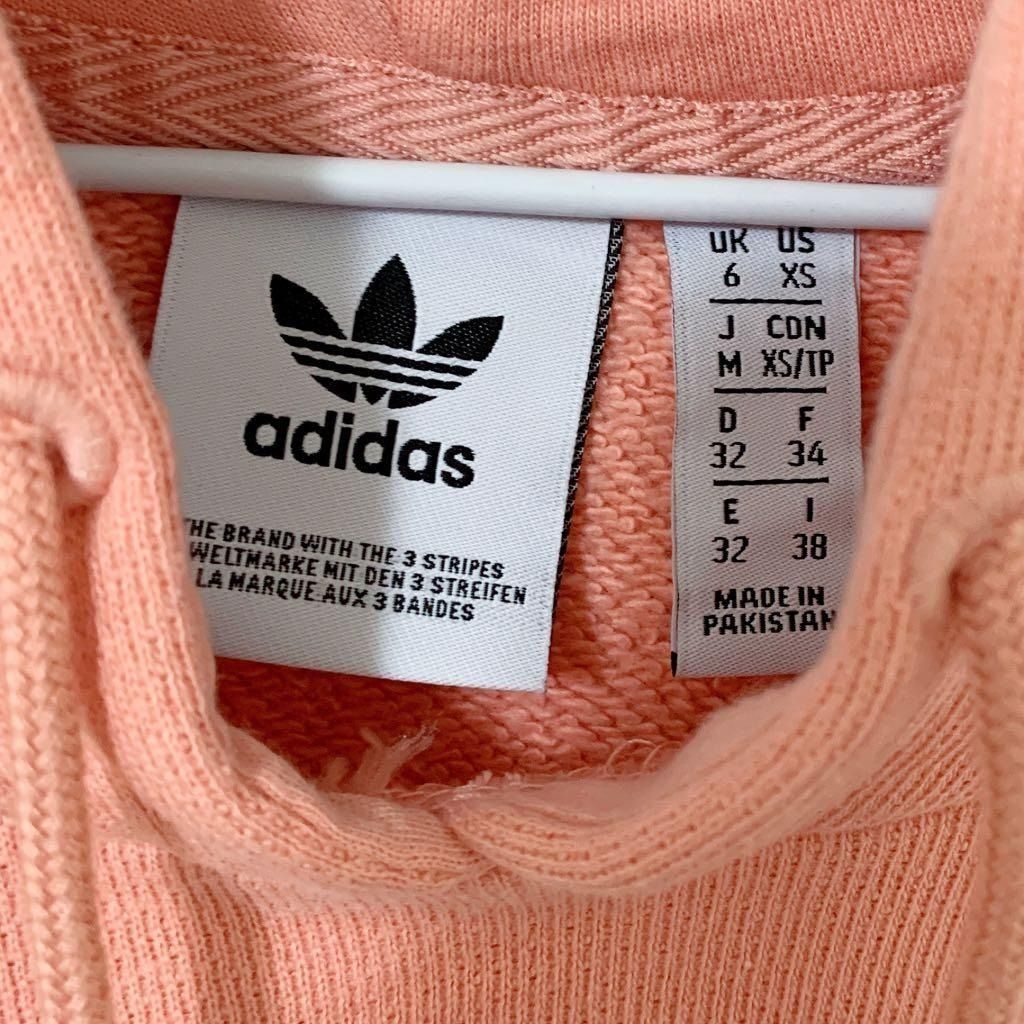 adidas
THE BRAND WITH THE 3 STRIPES
WELTMARKE MIT DEN 3 STREIFEN
LA MARQUE AUX 3 BANDES
UK US
6 XS
J CDN
M XS/TP
D F
32 34
E I
32 38
MADE IN
PAKISTAN